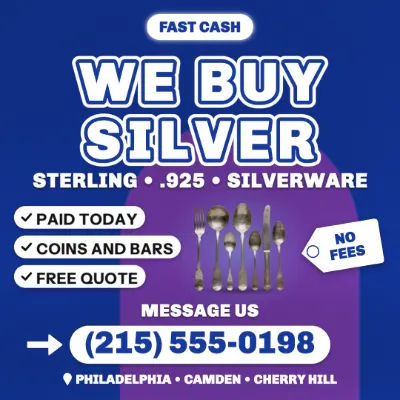 FAST CASH
WE BUY
SILVER
STERLING • .925 • SILVERWARE
PAID TODAY
COINS AND BARS
FREE QUOTE
NO
FEES
MESSAGE US
(215) 555-0198
PHILADELPHIA • CAMDEN • CHERRY HILL